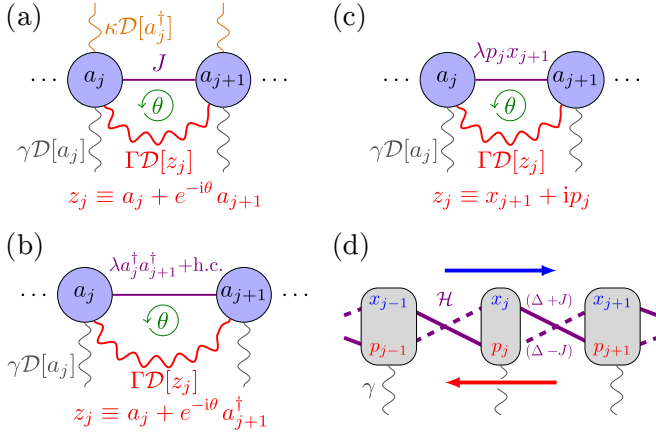 (a)
κ𝒟[a_j^†]
J
··· a_j a_{j+1} ···
θ
γ𝒟[a_j]
Γ𝒟[z_j]
z_j ≡ a_j + e^{-iθ} a_{j+1}
(b)
λa_j^† a_{j+1}^† + h.c.
··· a_j a_{j+1} ···
θ
γ𝒟[a_j]
Γ𝒟[z_j]
z_j ≡ a_j + e^{-iθ} a_{j+1}^†
(c)
λp_j x_{j+1}
··· a_j a_{j+1} ···
θ
γ𝒟[a_j]
Γ𝒟[z_j]
z_j ≡ x_{j+1} + ip_j
(d)
x_{j-1} ℋ x_j (Δ+J) x_{j+1}
p_{j-1} p_j (Δ−J) p_{j+1}
γ